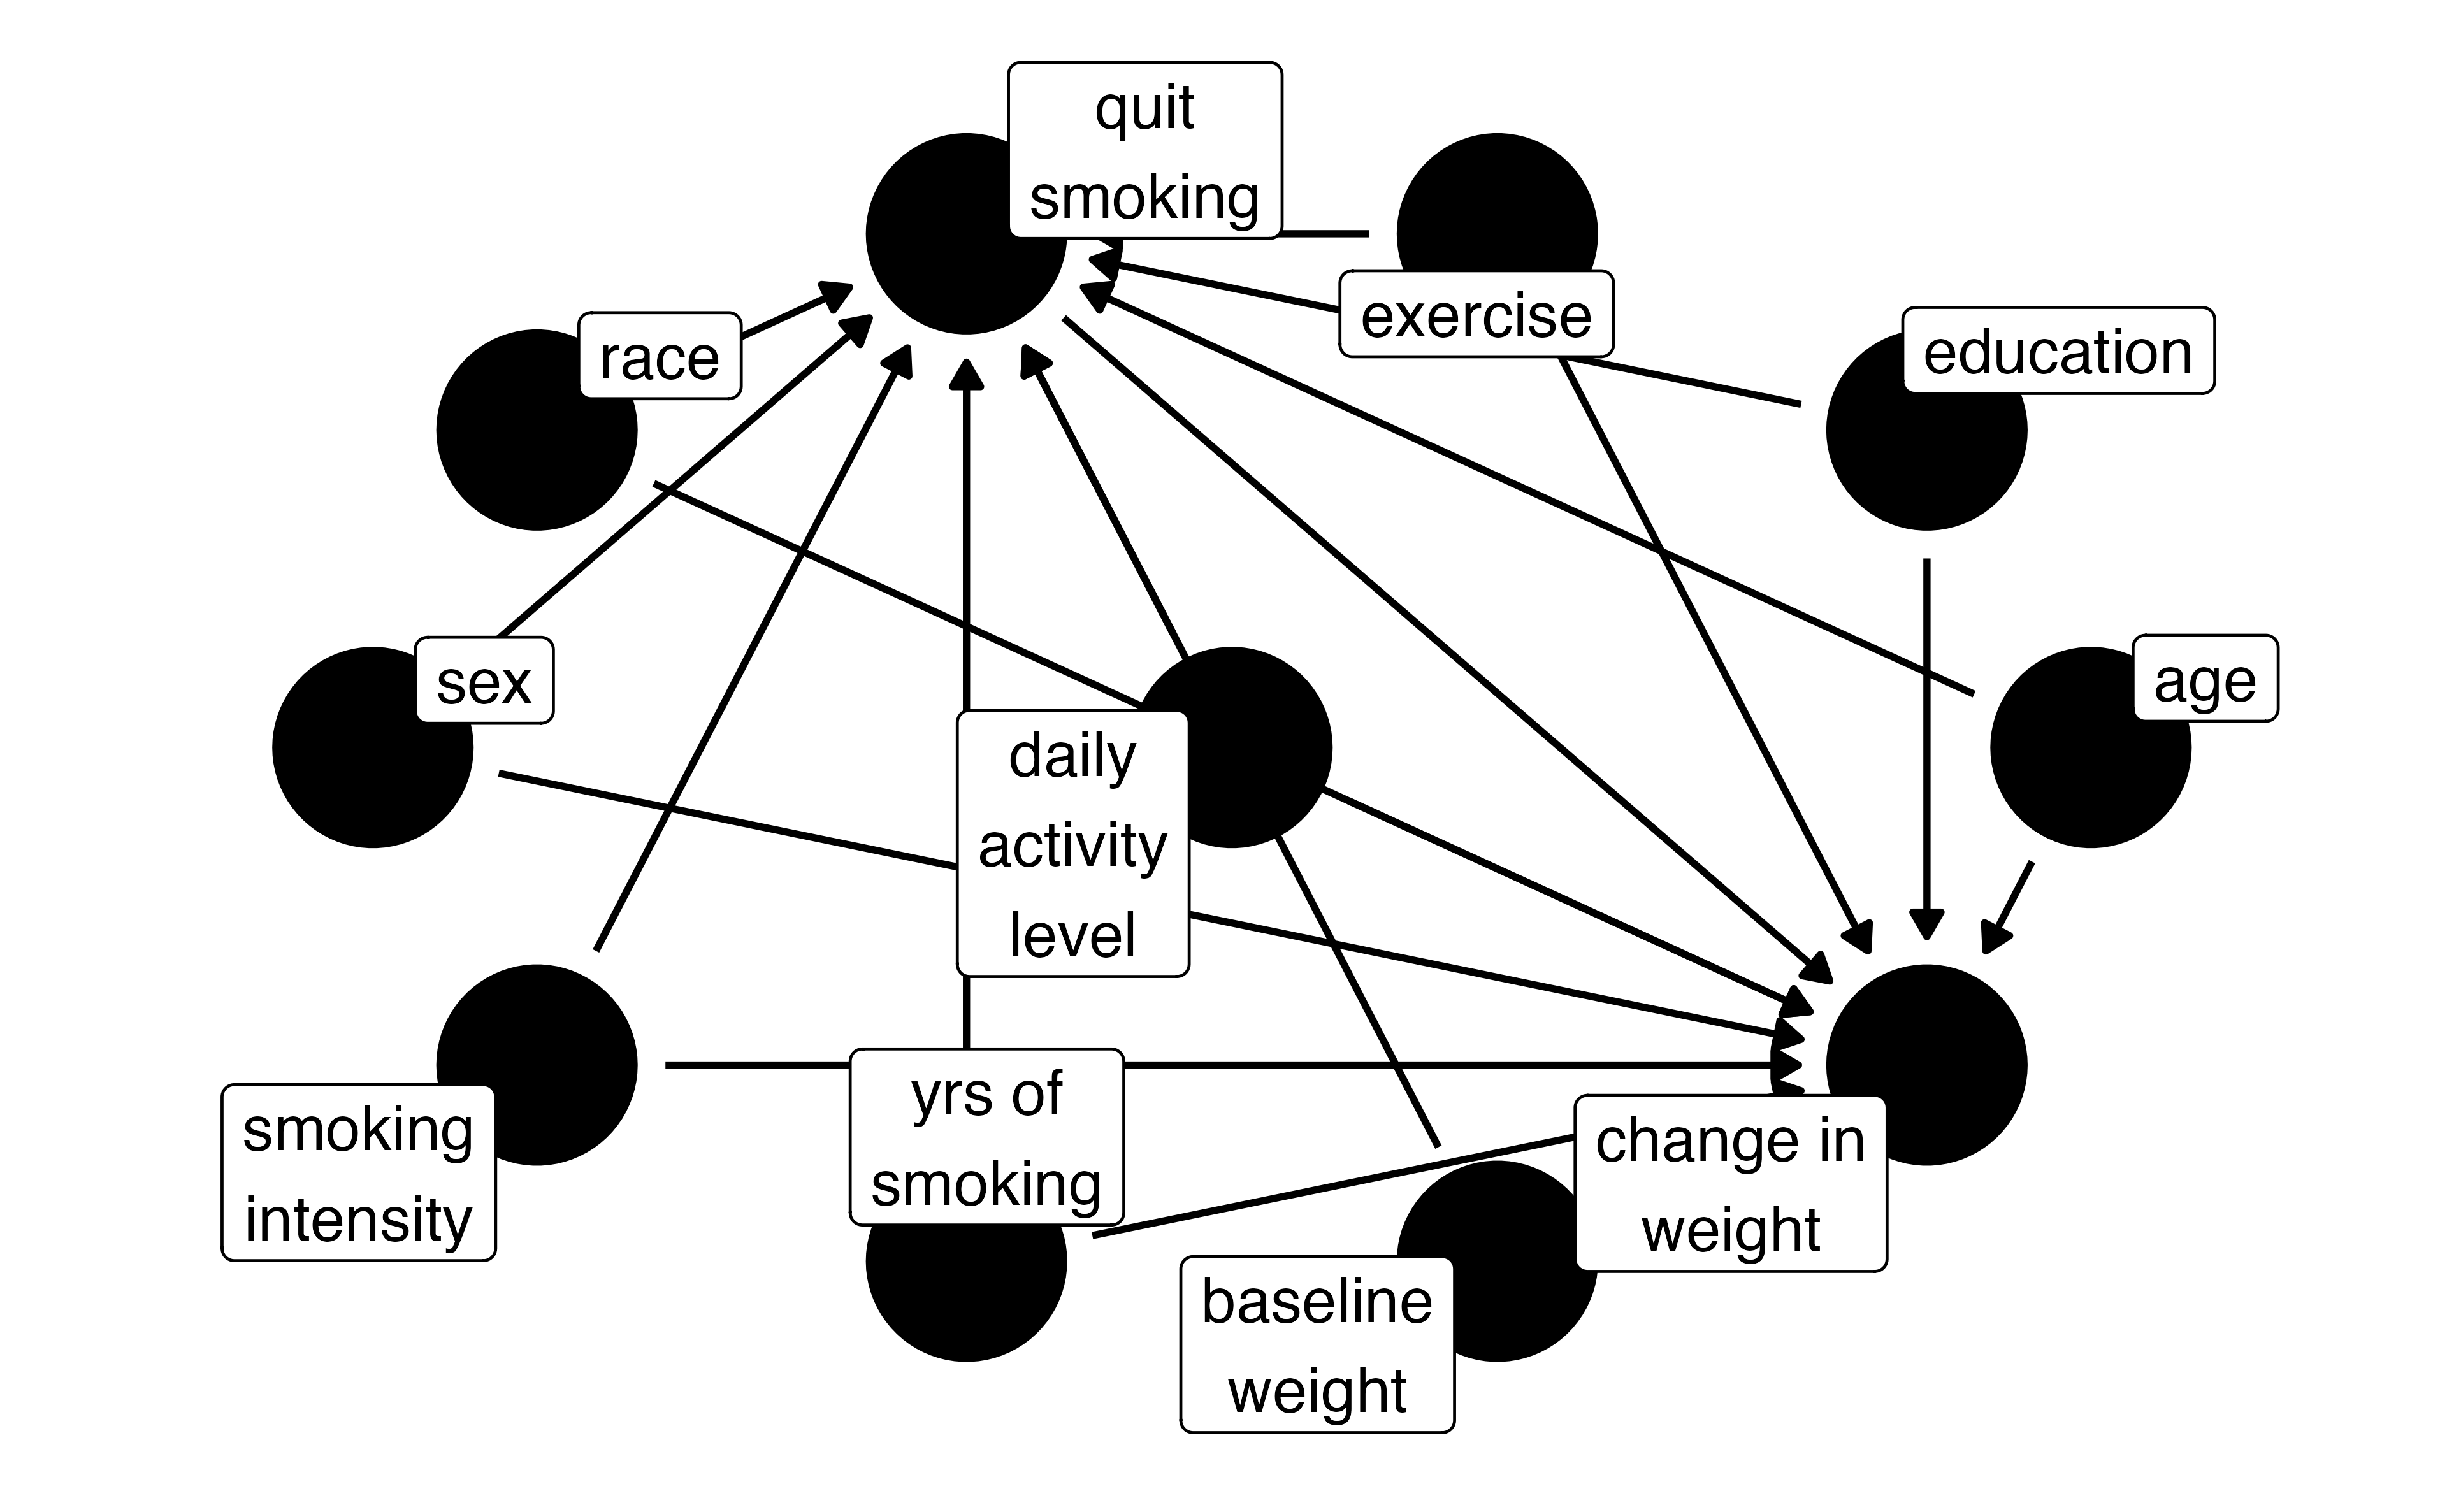 quit
smoking
exercise
race
education
sex
age
daily
activity
level
yrs of
smoking
smoking
intensity
change in
weight
baseline
weight